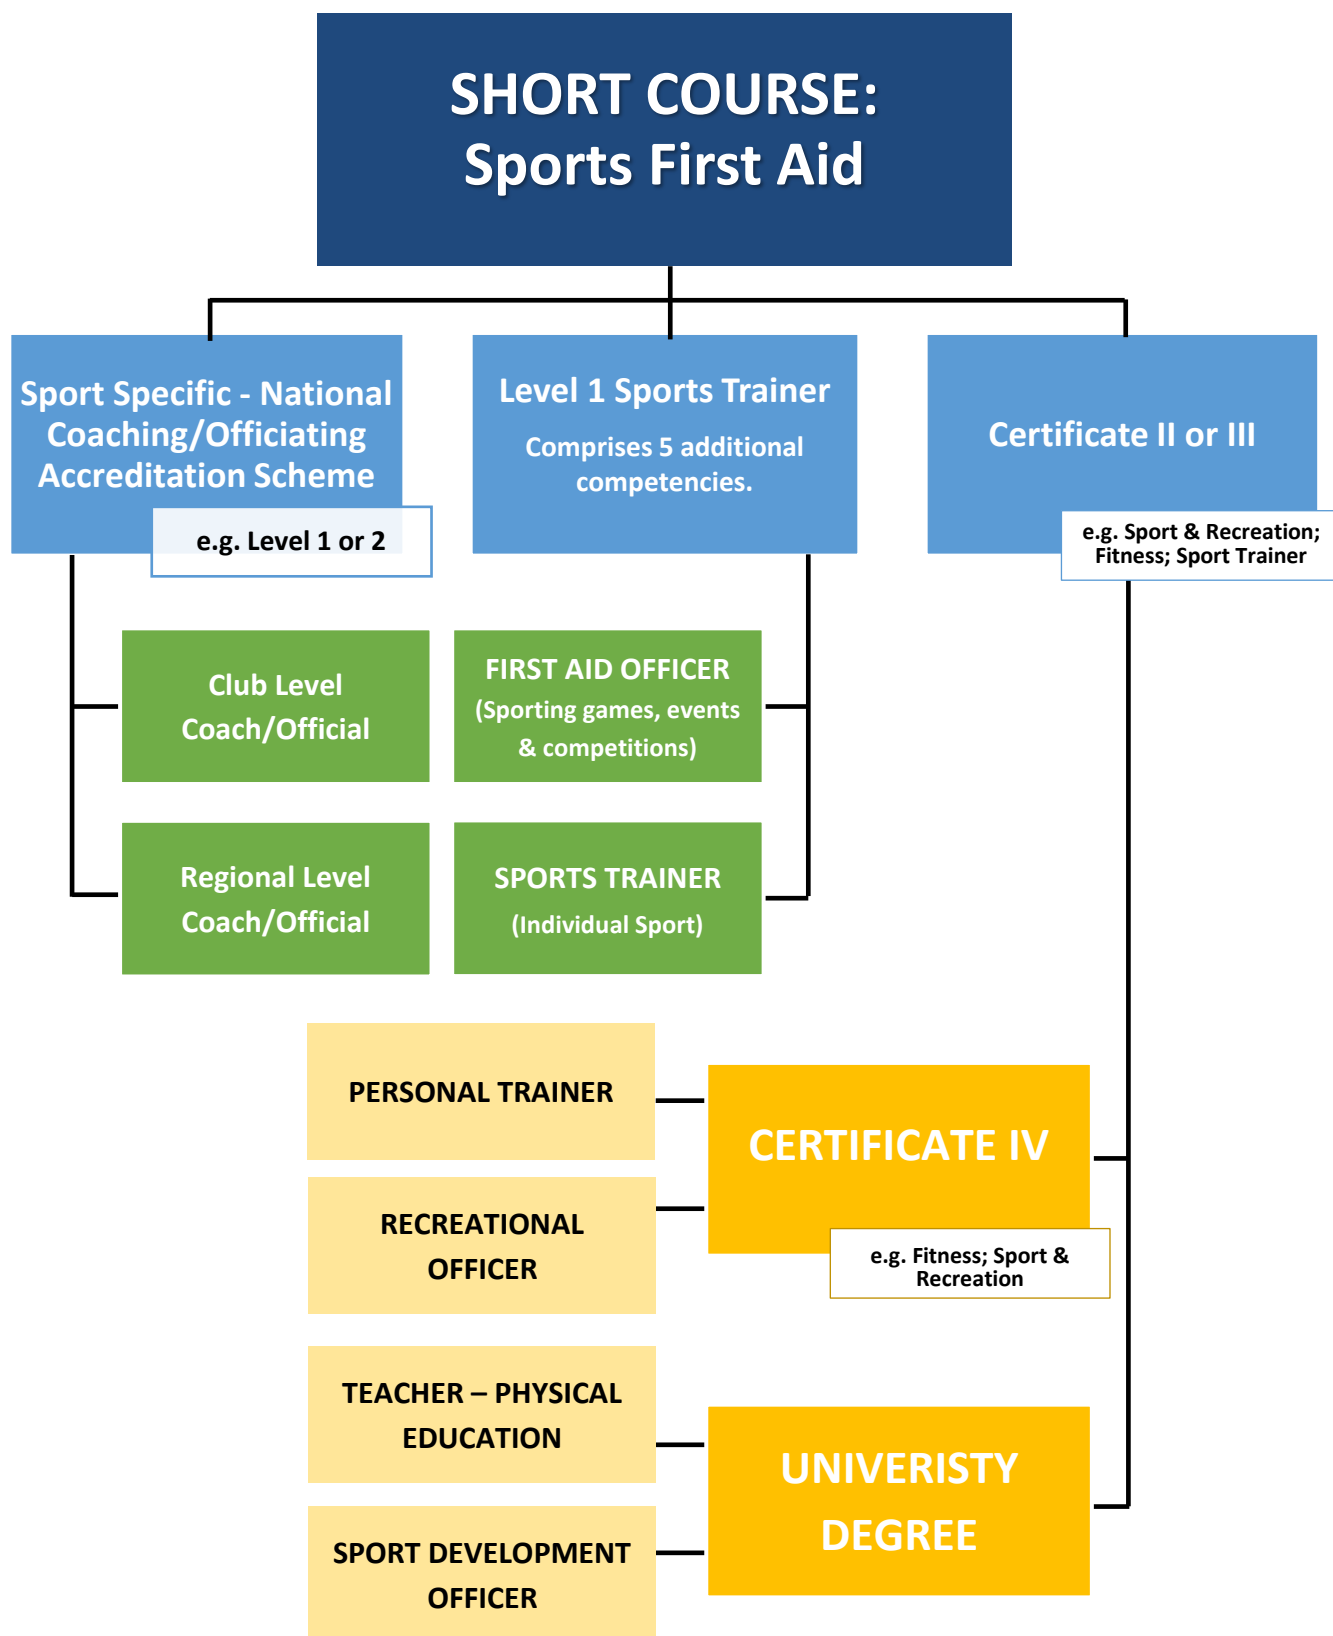 SHORT COURSE:
Sports First Aid
Sport Specific - National
Coaching/Officiating
Accreditation Scheme
e.g. Level 1 or 2
Level 1 Sports Trainer
Comprises 5 additional
competencies.
Certificate II or III
e.g. Sport & Recreation;
Fitness; Sport Trainer
Club Level
Coach/Official
FIRST AID OFFICER
(Sporting games, events
& competitions)
Regional Level
Coach/Official
SPORTS TRAINER
(Individual Sport)
PERSONAL TRAINER
CERTIFICATE IV
e.g. Fitness; Sport &
Recreation
RECREATIONAL
OFFICER
TEACHER – PHYSICAL
EDUCATION
UNIVERISTY
DEGREE
SPORT DEVELOPMENT
OFFICER